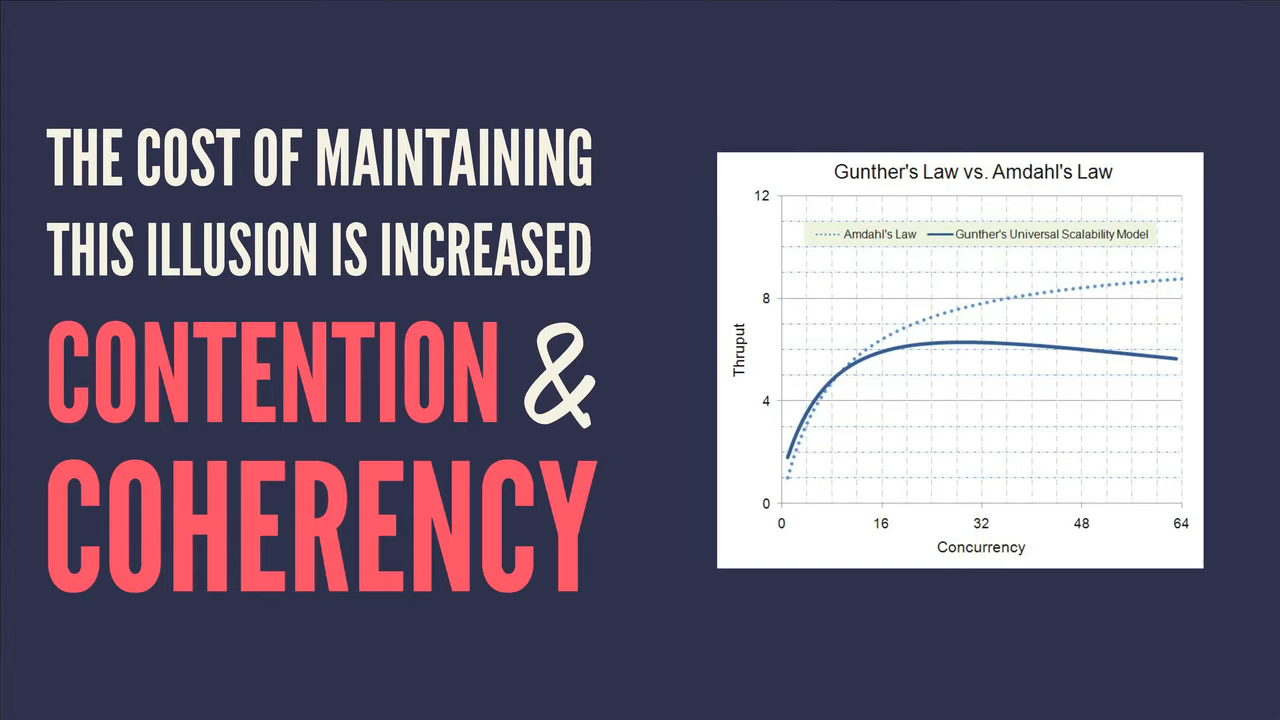 THE COST OF MAINTAINING
THIS ILLUSION IS INCREASED
CONTENTION &
COHERENCY
Gunther's Law vs. Amdahl's Law
12
Amdahl's Law Gunther's Universal Scalability Model
8
Thruput
4
0
0 16 32 48 64
Concurrency